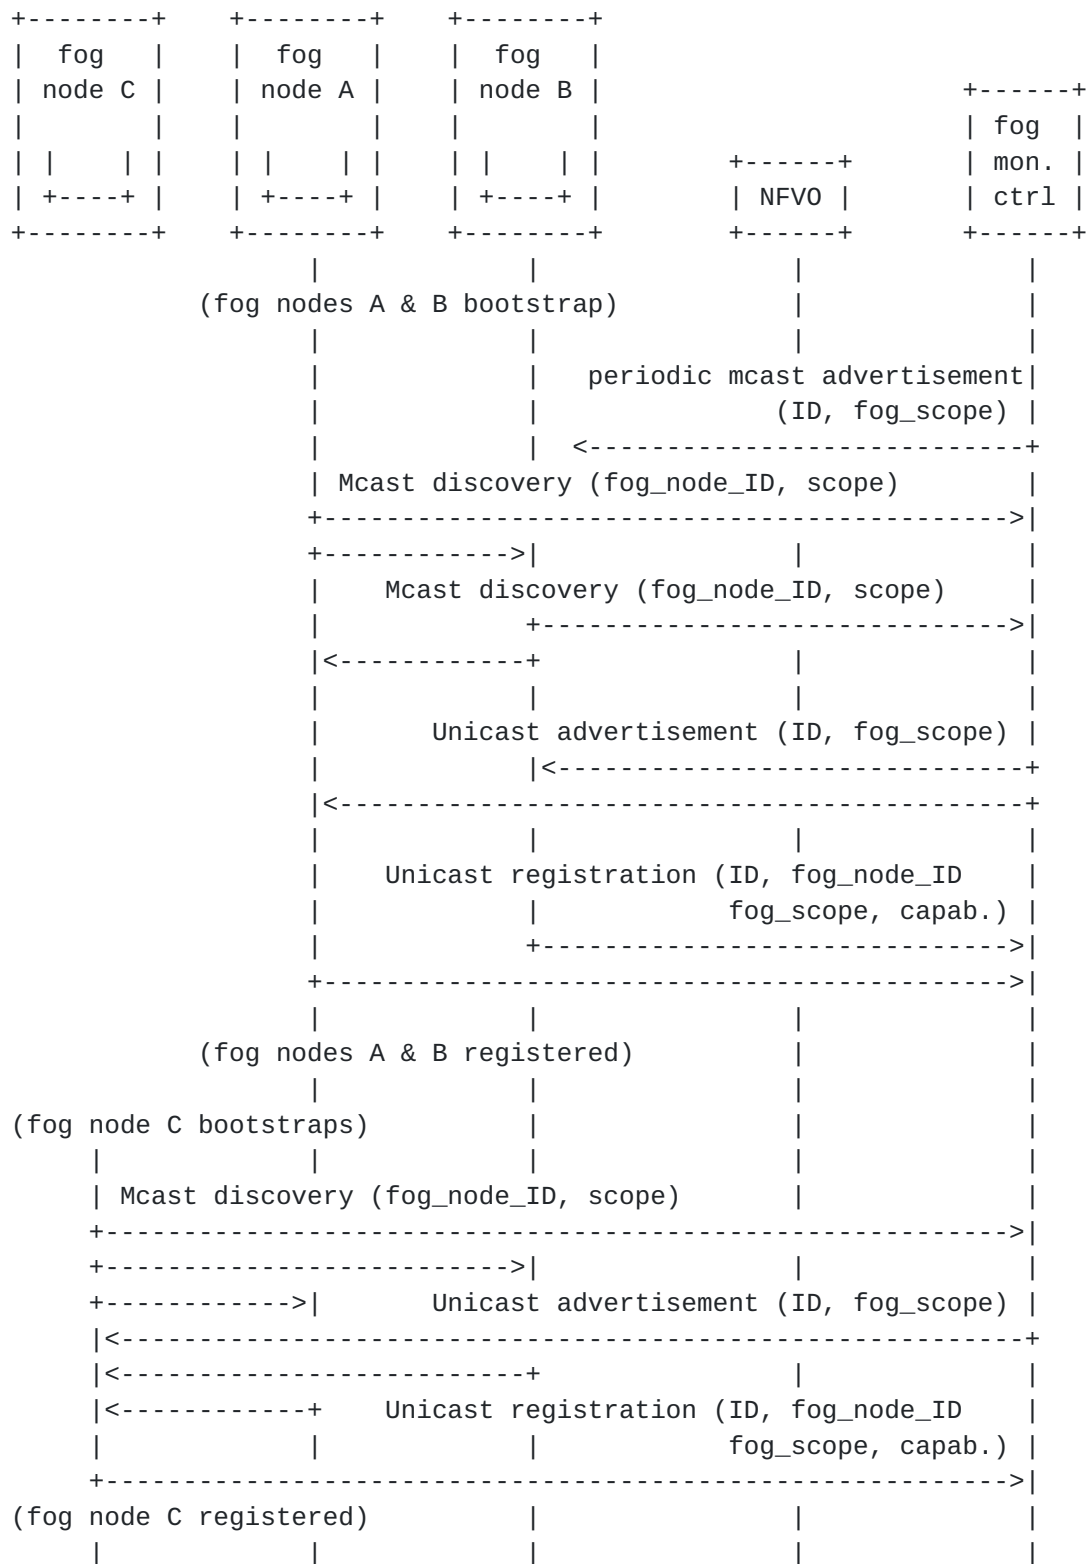 +--------+    +--------+    +--------+
|  fog   |    |  fog   |    |  fog   |
| node C |    | node A |    | node B |                       +------+
|        |    |        |    |        |                       | fog  |
| |    | |    | |    | |    | |    | |        +------+       | mon. |
| +----+ |    | +----+ |    | +----+ |        | NFVO |       | ctrl |
+--------+    +--------+    +--------+        +------+       +------+
                   |             |                |              |
            (fog nodes A & B bootstrap)           |              |
                   |             |                |              |
                   |             |   periodic mcast advertisement|
                   |             |               (ID, fog_scope) |
                   |             |  <----------------------------+
                   | Mcast discovery (fog_node_ID, scope)        |
                   +-------------------------------------------->|
                   +------------>|                |              |
                   |    Mcast discovery (fog_node_ID, scope)     |
                   |             +------------------------------>|
                   |<------------+                |              |
                   |             |                |              |
                   |       Unicast advertisement (ID, fog_scope) |
                   |             |<------------------------------+
                   |<--------------------------------------------+
                   |             |                |              |
                   |    Unicast registration (ID, fog_node_ID    |
                   |             |            fog_scope, capab.) |
                   |             +------------------------------>|
                   +-------------------------------------------->|
                   |             |                |              |
            (fog nodes A & B registered)          |              |
                   |             |                |              |
(fog node C bootstraps)          |                |              |
     |             |             |                |              |
     | Mcast discovery (fog_node_ID, scope)       |              |
     +---------------------------------------------------------->|
     +-------------------------->|                |              |
     +------------>|       Unicast advertisement (ID, fog_scope) |
     |<----------------------------------------------------------+
     |<--------------------------+                |              |
     |<------------+    Unicast registration (ID, fog_node_ID    |
     |             |             |            fog_scope, capab.) |
     +---------------------------------------------------------->|
(fog node C registered)          |                |              |
     |             |             |                |              |